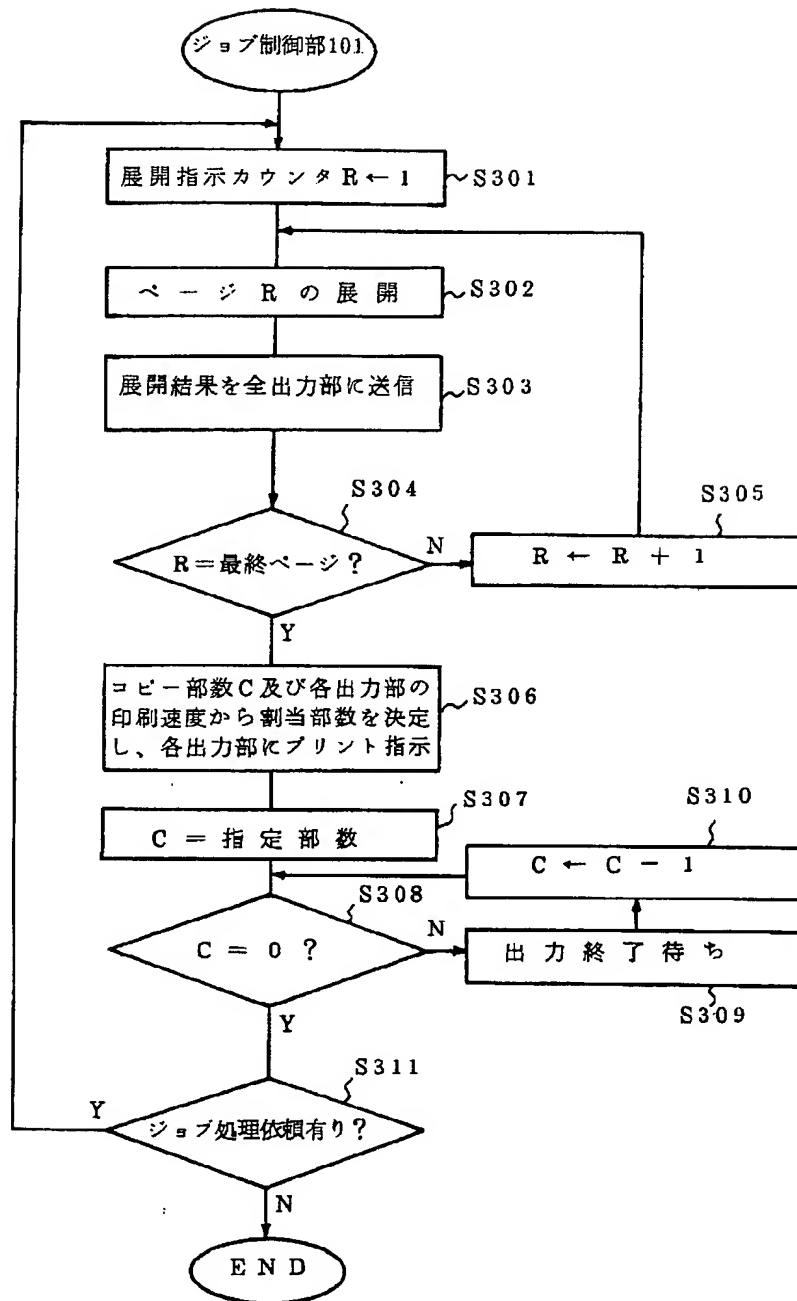 ジョブ制御部101
展開指示カウンタR←1
S301
ページRの展開
S302
展開結果を全出力部に送信
S303
S304
R=最終ページ?
N
S305
R ← R + 1
Y
コピー部数C及び各出力部の
印刷速度から割当部数を決定
し、各出力部にプリント指示
S306
S307
C = 指定部数
S310
C ← C - 1
S308
C = 0 ?
N
出力終了待ち
S309
Y
S311
Y
ジョブ処理依頼有り?
N
END